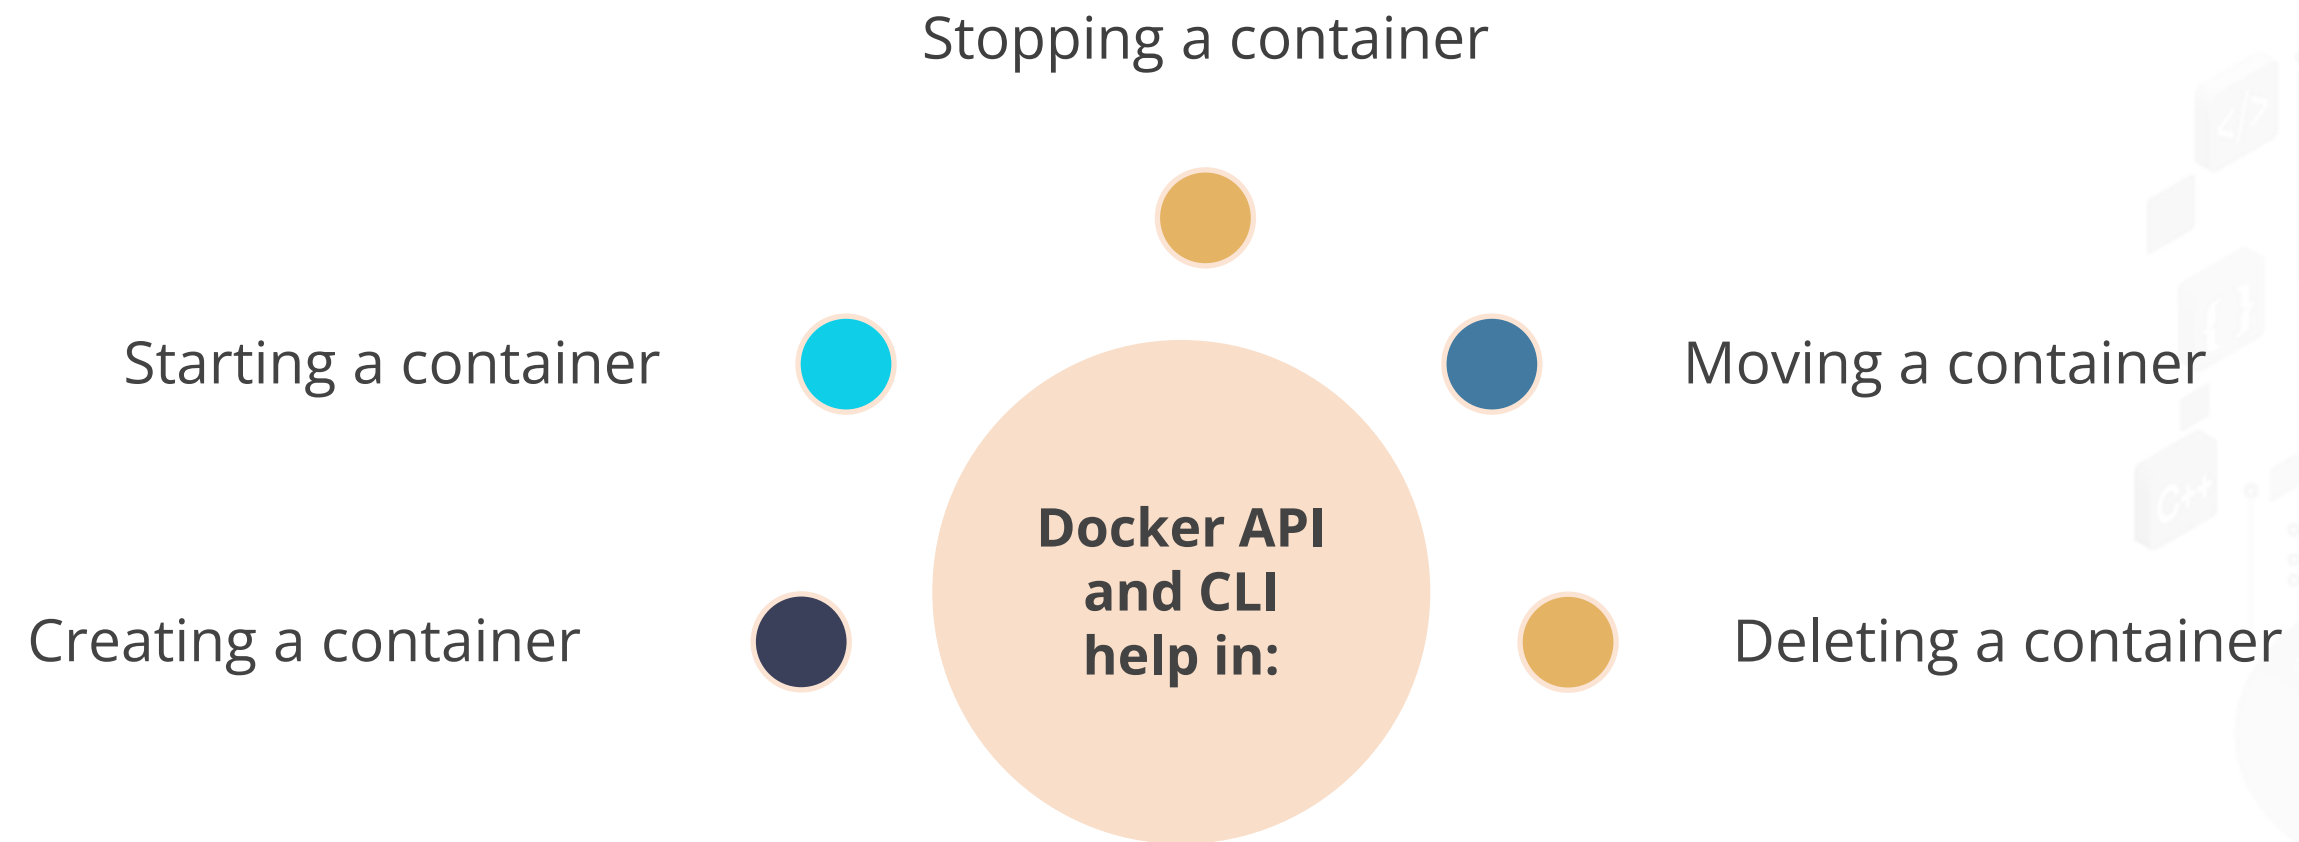 Stopping a container
Starting a container
Moving a container
Docker API
and CLI
help in:
Creating a container
Deleting a container
</>
{ }
C++